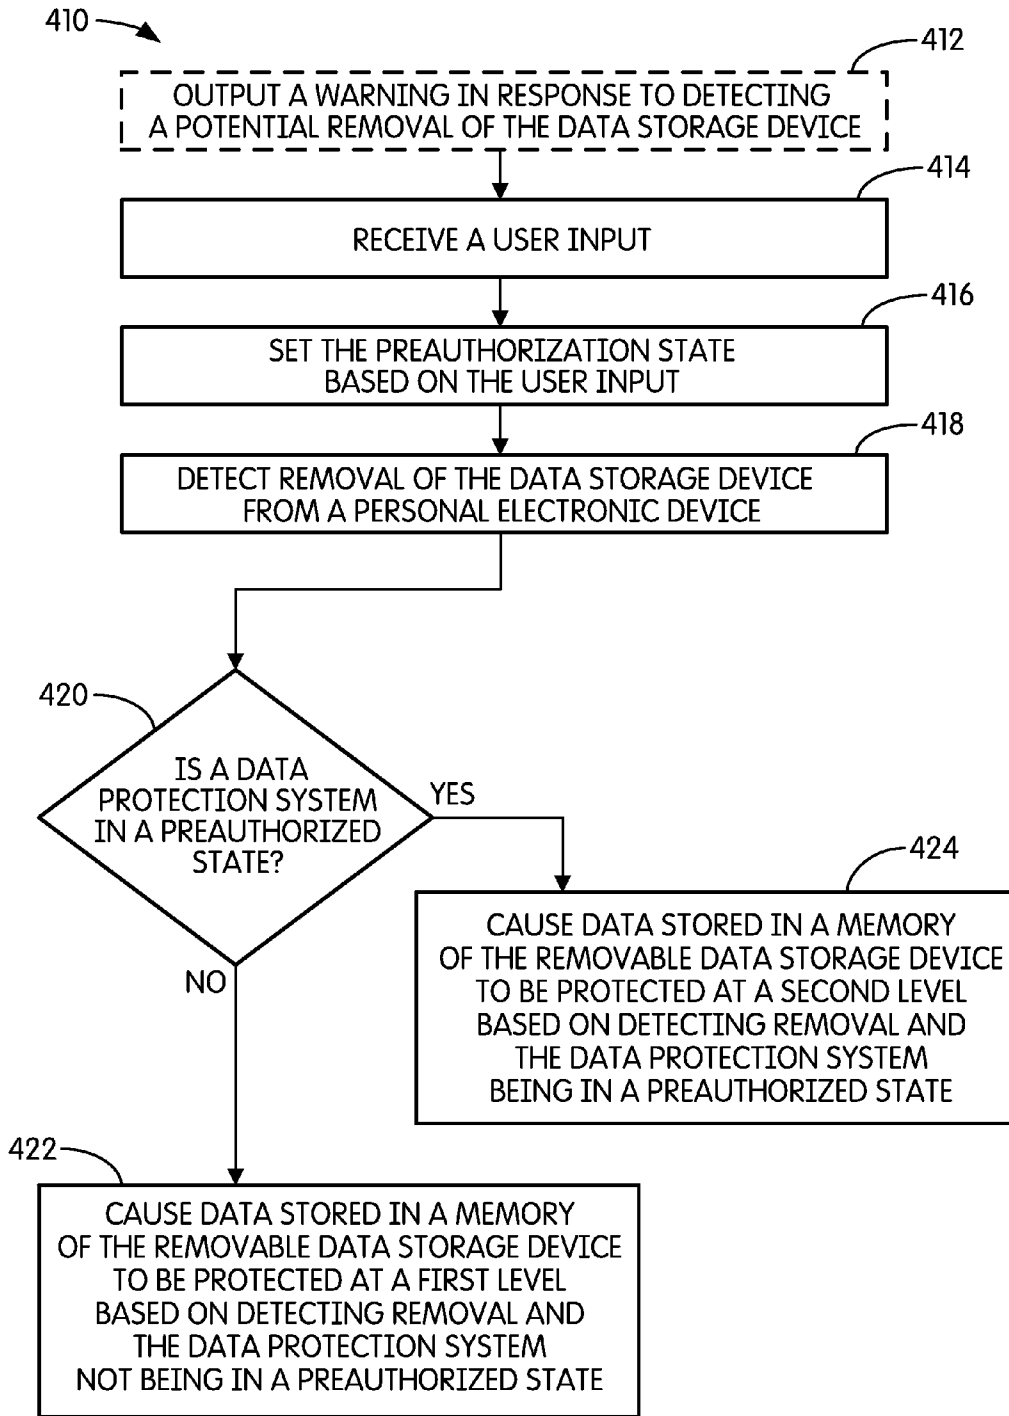 410
412
OUTPUT A WARNING IN RESPONSE TO DETECTING
A POTENTIAL REMOVAL OF THE DATA STORAGE DEVICE
414
RECEIVE A USER INPUT
416
SET THE PREAUTHORIZATION STATE
BASED ON THE USER INPUT
418
DETECT REMOVAL OF THE DATA STORAGE DEVICE
FROM A PERSONAL ELECTRONIC DEVICE
420
IS A DATA
PROTECTION SYSTEM
IN A PREAUTHORIZED
STATE?
YES
NO
424
CAUSE DATA STORED IN A MEMORY
OF THE REMOVABLE DATA STORAGE DEVICE
TO BE PROTECTED AT A SECOND LEVEL
BASED ON DETECTING REMOVAL AND
THE DATA PROTECTION SYSTEM
BEING IN A PREAUTHORIZED STATE
422
CAUSE DATA STORED IN A MEMORY
OF THE REMOVABLE DATA STORAGE DEVICE
TO BE PROTECTED AT A FIRST LEVEL
BASED ON DETECTING REMOVAL AND
THE DATA PROTECTION SYSTEM
NOT BEING IN A PREAUTHORIZED STATE